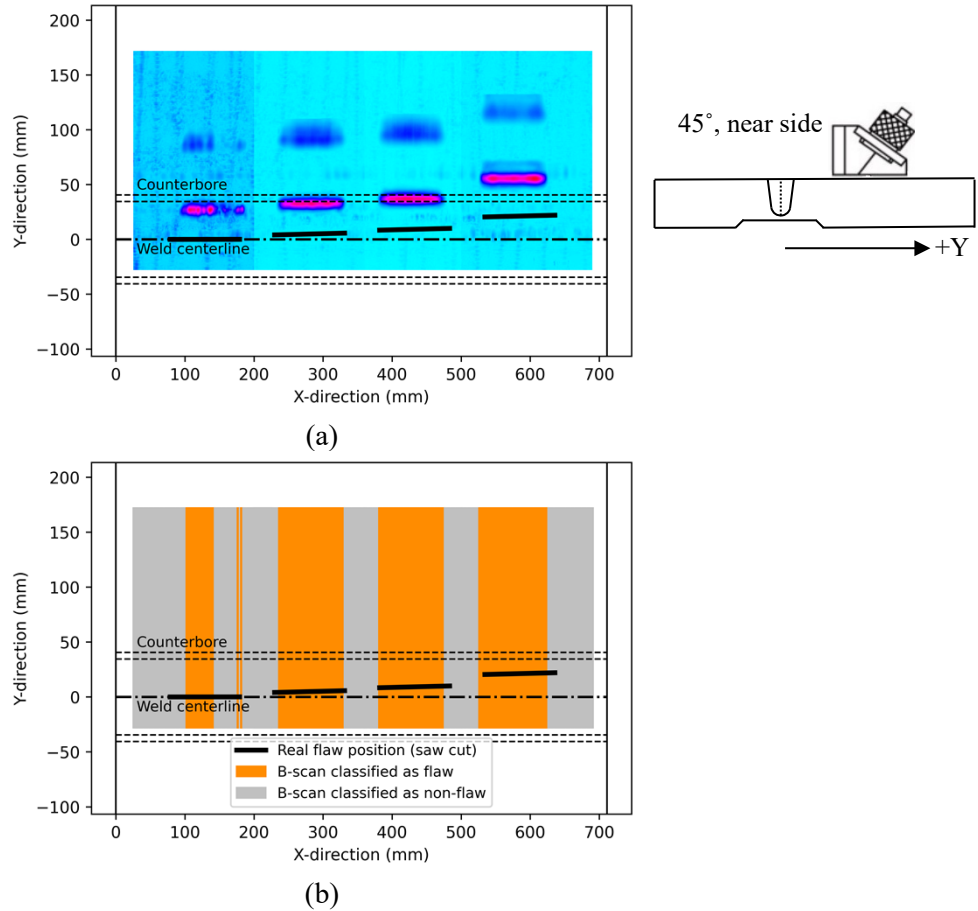 200
150
100
50
0
−50
−100
Y-direction (mm)
Counterbore
Weld centerline
0 100 200 300 400 500 600 700
X-direction (mm)
45˚, near side
+Y
(a)
200
150
100
50
0
−50
−100
Y-direction (mm)
Counterbore
Weld centerline
Real flaw position (saw cut)
B-scan classified as flaw
B-scan classified as non-flaw
0 100 200 300 400 500 600 700
X-direction (mm)
(b)